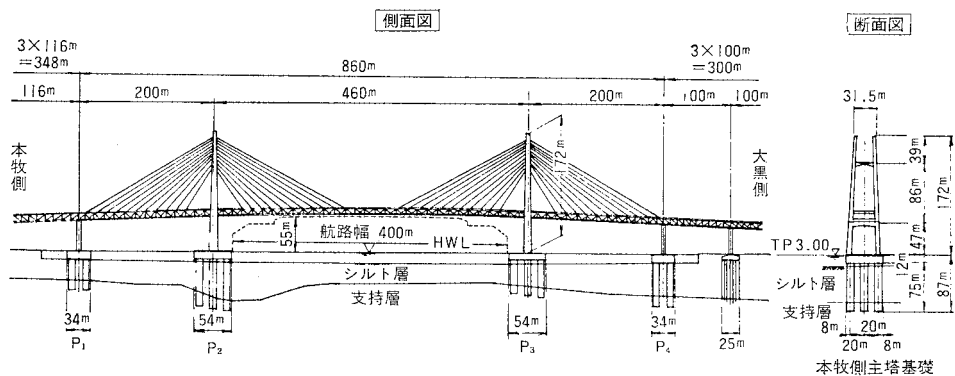 側面図
断面図
3×116m
=348m
860m
3×100m
=300m
116m
200m
460m
200m
100m
100m
31.5m
本牧側
172m
大黒側
39m
86m
172m
55m
航路幅 400m
HWL
TP3.00
47m
12m
シルト層
支持層
シルト層
支持層
75m
87m
34m
54m
54m
34m
25m
8m
20m
20m
8m
P₁
P₂
P₃
P₄
本牧側主塔基礎